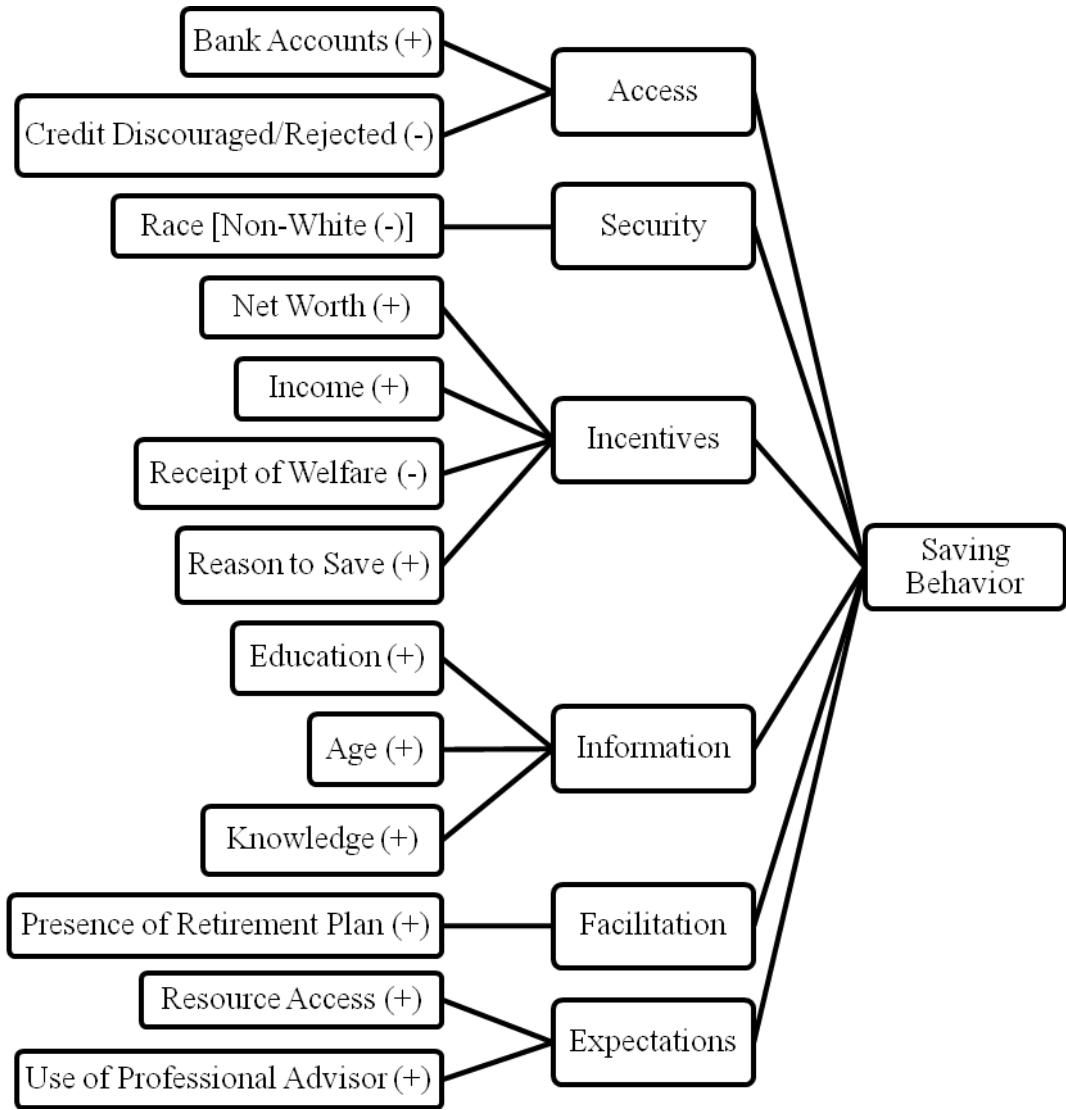 Bank Accounts (+)
Credit Discouraged/Rejected (-)
Access
Race [Non-White (-)]
Security
Net Worth (+)
Income (+)
Receipt of Welfare (-)
Reason to Save (+)
Incentives
Education (+)
Age (+)
Knowledge (+)
Information
Presence of Retirement Plan (+)
Facilitation
Resource Access (+)
Use of Professional Advisor (+)
Expectations
Saving
Behavior